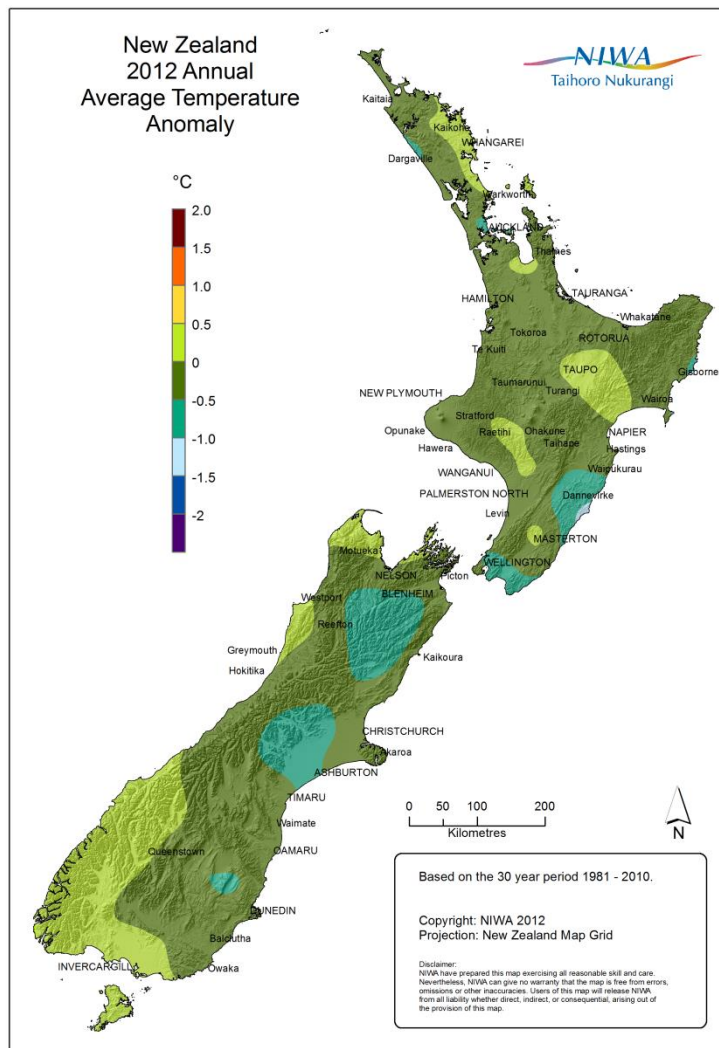 New Zealand
2012 Annual
Average Temperature
Anomaly
NIWA
Taihoro Nukurangi
°C
2.0
1.5
1.0
0.5
0
-0.5
-1.0
-1.5
-2
Kaitaia
Kaikohe
WHANGAREI
Dargaville
Warkworth
AUCKLAND
Thames
HAMILTON
TAURANGA
Whakatane
Tokoroa
ROTORUA
Te Kuiti
TAUPO
Gisborne
Taumarunui
Turangi
NEW PLYMOUTH
Wairoa
Stratford
Opunake
Raetihi
Ohakune
NAPIER
Taihape
Hawera
Hastings
WANGANUI
Waipukurau
PALMERSTON NORTH
Dannevirke
Levin
MASTERTON
WELLINGTON
Motueka
NELSON
Picton
BLENHEIM
Westport
Reefton
Greymouth
Kaikoura
Hokitika
CHRISTCHURCH
Akaroa
ASHBURTON
TIMARU
Waimate
Queenstown
OAMARU
DUNEDIN
Balclutha
INVERCARGILL
Owaka
0 50 100 200
Kilometres
N
Based on the 30 year period 1981 - 2010.
Copyright: NIWA 2012
Projection: New Zealand Map Grid
Disclaimer:
NIWA have prepared this map exercising all reasonable skill and care.
Nevertheless, NIWA can give no warranty that the map is free from errors,
omissions or other inaccuracies. Users of this map will release NIWA
from all liability whether direct, indirect, or consequential, arising out of
the provision of this map.